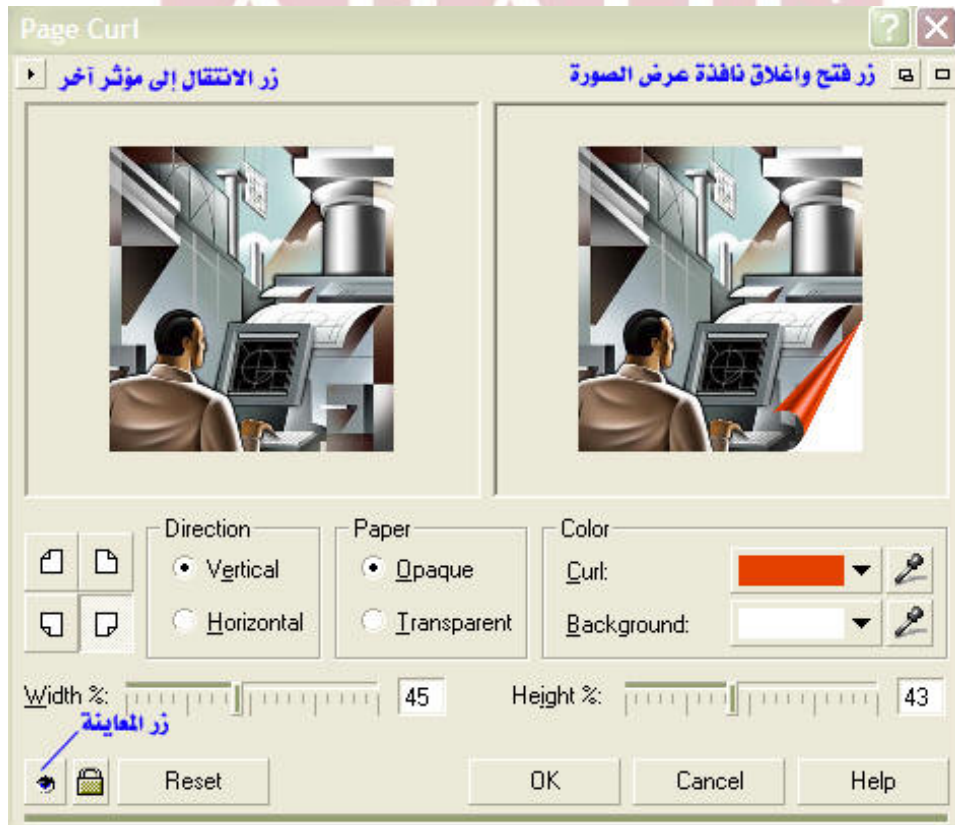 Page Curl
زر الانتقال إلى مؤثر آخر
زر فتح واغلاق نافذة عرض الصورة
Direction
Vertical
Horizontal
Paper
Opaque
Transparent
Color
Curl:
Background:
Width %: 45
Height %: 43
زر المعاينة
Reset
OK
Cancel
Help